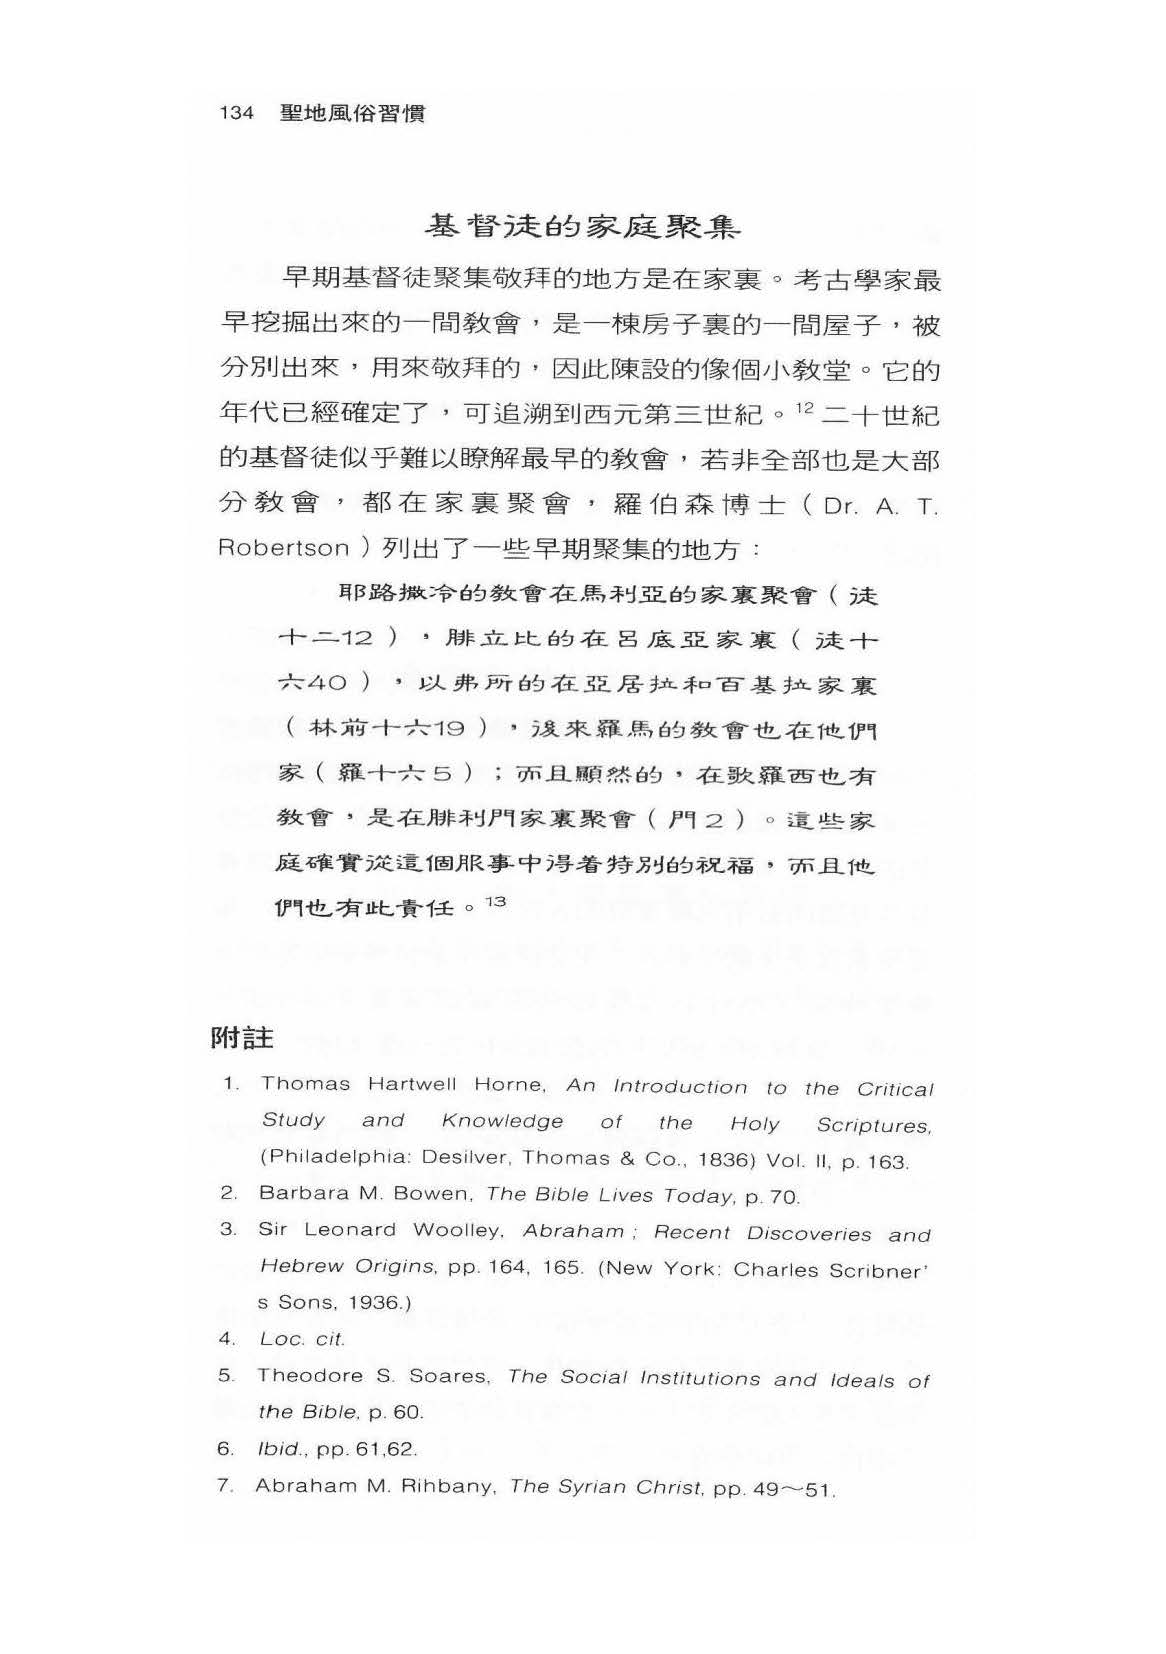 134 聖地風俗習慣
基督徒的家庭聚集
早期基督徒聚集敬拜的地方是在家裏。考古學家最
早挖掘出來的一間教會，是一棟房子裏的一間屋子，被
分別出來，用來敬拜的，因此陳設的像個小教堂。它的
年代已經確定了，可追溯到西元第三世紀。12 二十世紀
的基督徒似乎難以瞭解最早的教會，若非全部也是大部
分教會，都在家裏聚會，羅伯森博士（Dr. A. T.
Robertson）列出了一些早期聚集的地方：
耶路撒冷的教會在馬利亞的家裏聚會（徒
十二12），腓立比的在呂底亞家裏（徒十
六40），以弗所的在亞居拉和百基拉家裏
（林前十六19），後來羅馬的教會也在他們
家（羅十六5）；而且顯然的，在歌羅西也有
教會，是在腓利門家裏聚會（門2）。這些家
庭確實從這個服事中得着特別的祝福，而且他
們也有此責任。13
附註
1. Thomas Hartwell Horne, An Introduction to the Critical
Study and Knowledge of the Holy Scriptures,
(Philadelphia: Desilver, Thomas & Co., 1836) Vol. II, p. 163.
2. Barbara M. Bowen, The Bible Lives Today, p. 70.
3. Sir Leonard Woolley, Abraham; Recent Discoveries and
Hebrew Origins, pp. 164, 165. (New York: Charles Scribner'
s Sons, 1936.)
4. Loc. cit.
5. Theodore S. Soares, The Social Institutions and Ideals of
the Bible, p. 60.
6. Ibid., pp. 61,62.
7. Abraham M. Rihbany, The Syrian Christ, pp. 49～51.